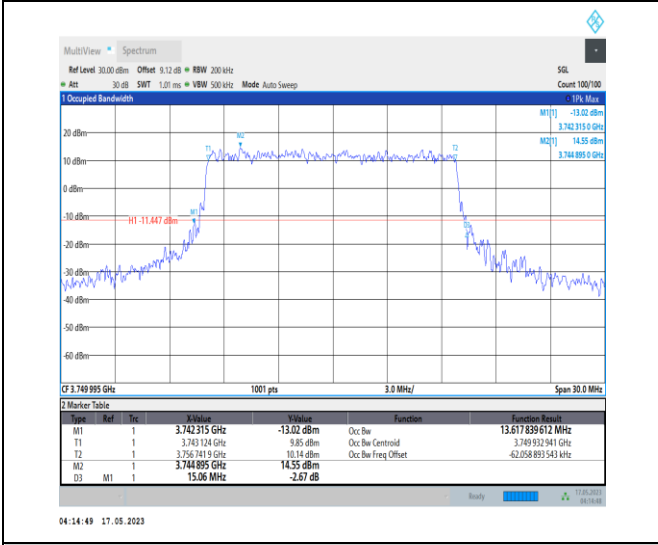 MultiView Spectrum
Ref Level 30.00 dBm Offset 9.12 dB RBW 200 kHz SGL
Att 30 dB SWT 1.01 ms VBW 500 kHz Mode Auto Sweep Count 100/100
1 Occupied Bandwidth 1Pk Max
M1[1] -13.02 dBm
3.742 315 0 GHz
M2[1] 14.55 dBm
3.744 895 0 GHz
20 dBm
M2
T1 T2
10 dBm
0 dBm
M1
-10 dBm
H1 -11.447 dBm
-20 dBm
-30 dBm
-40 dBm
-50 dBm
-60 dBm
CF 3.749 995 GHz 1001 pts 3.0 MHz/ Span 30.0 MHz
2 Marker Table
Type Ref Trc X-Value Y-Value Function Function Result
M1 1 3.742 315 GHz -13.02 dBm Occ Bw 13.617 839 612 MHz
T1 1 3.743 124 GHz 9.85 dBm Occ Bw Centroid 3.749 932 941 GHz
T2 1 3.756 741 9 GHz 10.14 dBm Occ Bw Freq Offset -62.058 893 543 kHz
M2 1 3.744 895 GHz 14.55 dBm
D3 M1 1 15.06 MHz -2.67 dB
Ready 17.05.2023
04:14:48
04:14:49 17.05.2023